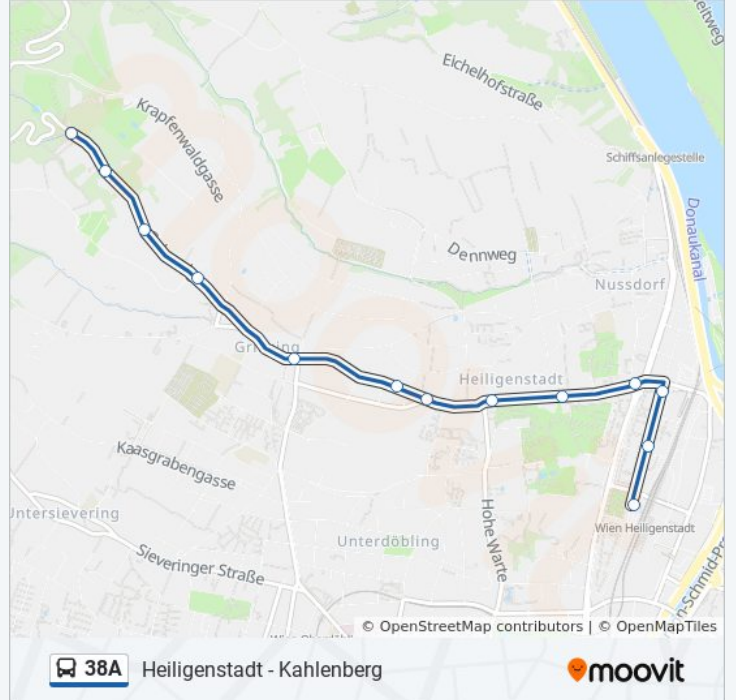 Eichelhofstraße
Krapfenwaldgasse
Schiffsanlegestelle
Donaukanal
Dennweg
Nussdorf
Heiligenstadt
Kaasgrabengasse
Untersievering
Hohe Warte
Wien Heiligenstadt
Unterdöbling
Sieveringer Straße
© OpenStreetMap contributors | © OpenMapTiles
38A Heiligenstadt - Kahlenberg
moovit